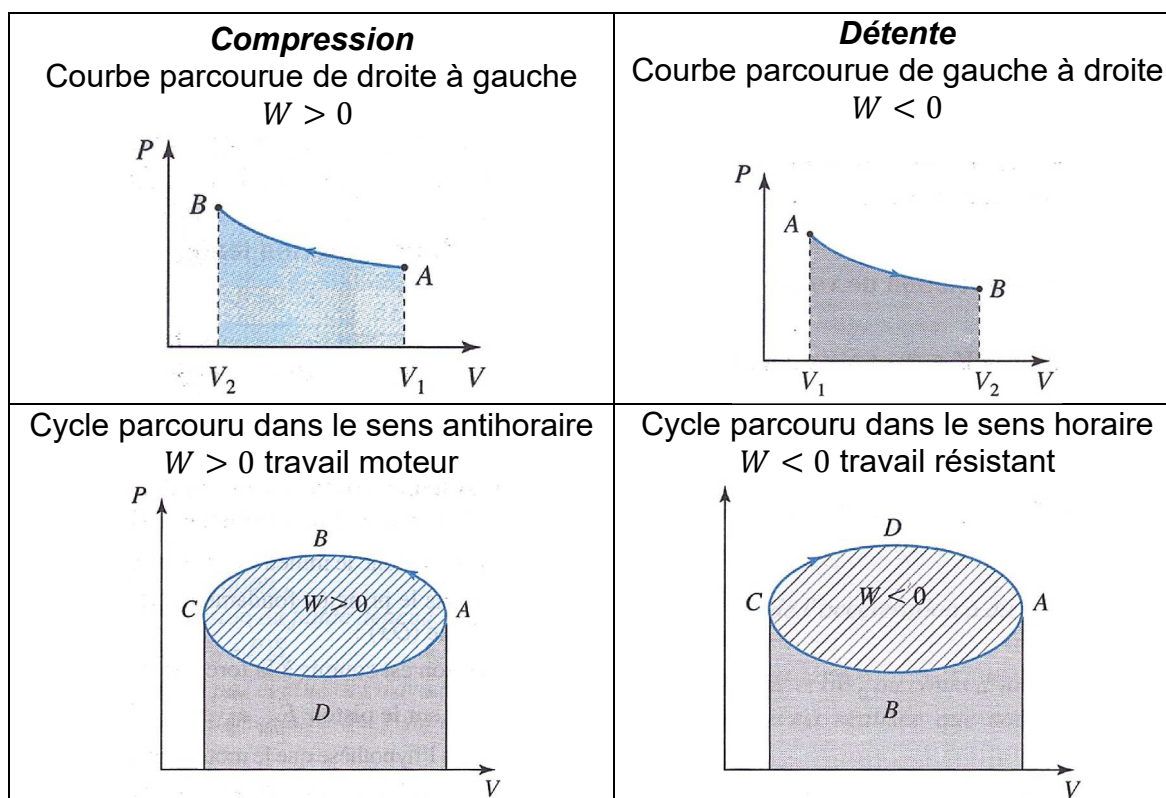 Compression
Courbe parcourue de droite à gauche
W > 0
P
B
A
V₂
V₁
V
Détente
Courbe parcourue de gauche à droite
W < 0
P
A
B
V₁
V₂
V
Cycle parcouru dans le sens antihoraire
W > 0 travail moteur
P
B
C
W > 0
A
D
V
Cycle parcouru dans le sens horaire
W < 0 travail résistant
D
C
W < 0
A
B
V